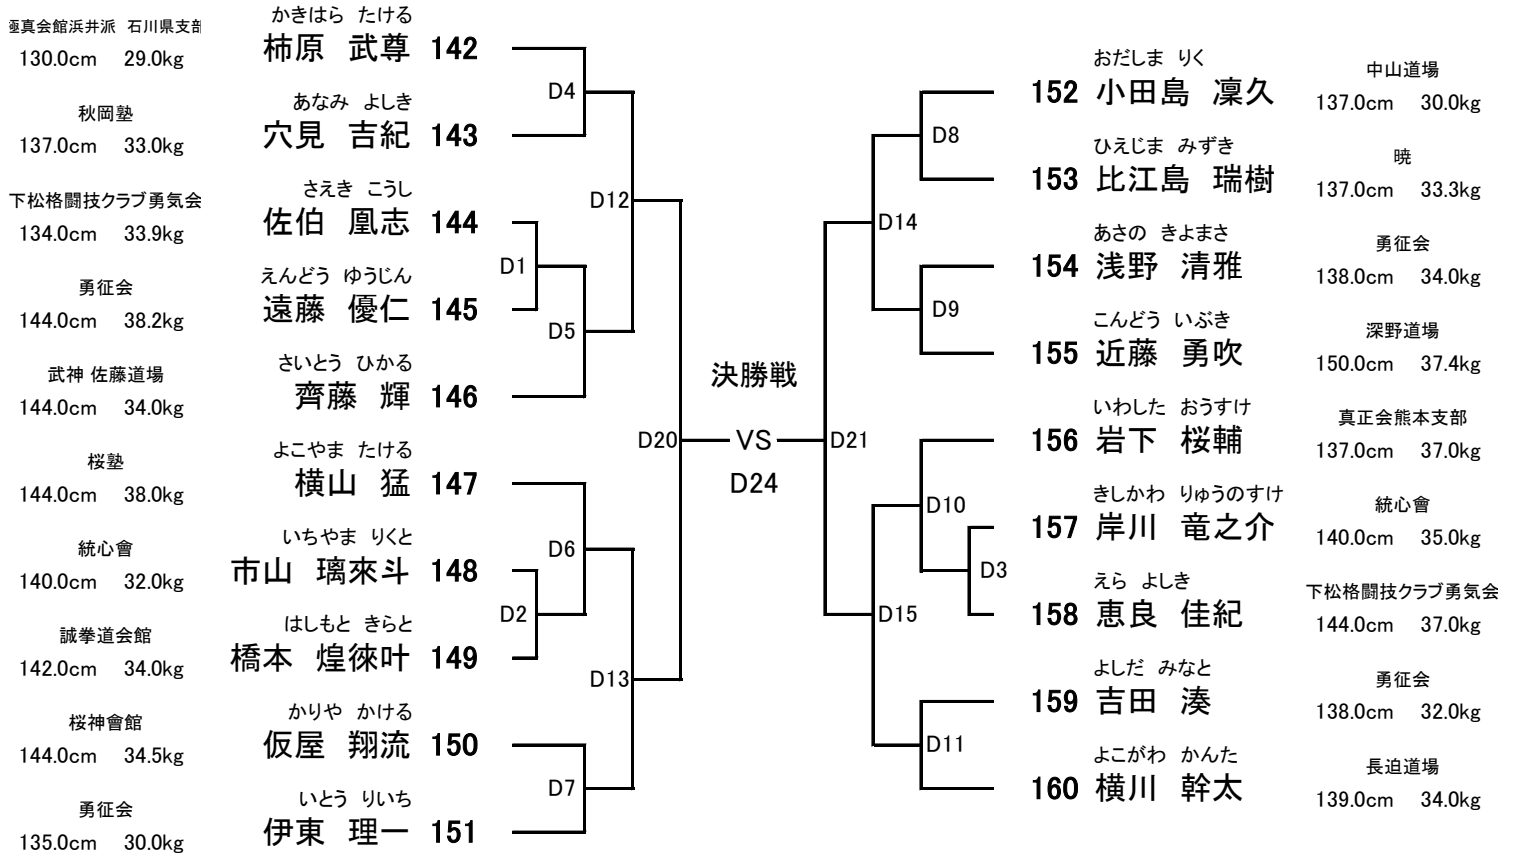 極真会館浜井派 石川県支部
130.0cm 29.0kg
かきはら たける
柿原 武尊 142
秋岡塾
137.0cm 33.0kg
あなみ よしき
穴見 吉紀 143
下松格闘技クラブ勇気会
134.0cm 33.9kg
さえき こうし
佐伯 凰志 144
勇征会
144.0cm 38.2kg
えんどう ゆうじん
遠藤 優仁 145
武神 佐藤道場
144.0cm 34.0kg
さいとう ひかる
齊藤 輝 146
桜塾
144.0cm 38.0kg
よこやま たける
横山 猛 147
統心會
140.0cm 32.0kg
いちやま りくと
市山 璃來斗 148
誠拳道会館
142.0cm 34.0kg
はしもと きらと
橋本 煌徠叶 149
桜神會館
144.0cm 34.5kg
かりや かける
仮屋 翔流 150
勇征会
135.0cm 30.0kg
いとう りいち
伊東 理一 151
D4
D12
D1
D5
D20
D6
D2
D13
D7
決勝戦
VS
D24
D8
D14
D9
D21
D10
D3
D15
D11
おだしま りく
152 小田島 凜久
中山道場
137.0cm 30.0kg
ひえじま みずき
153 比江島 瑞樹
暁
137.0cm 33.3kg
あさの きよまさ
154 浅野 清雅
勇征会
138.0cm 34.0kg
こんどう いぶき
155 近藤 勇吹
深野道場
150.0cm 37.4kg
いわした おうすけ
156 岩下 桜輔
真正会熊本支部
137.0cm 37.0kg
きしかわ りゅうのすけ
157 岸川 竜之介
統心會
140.0cm 35.0kg
えら よしき
158 恵良 佳紀
下松格闘技クラブ勇気会
144.0cm 37.0kg
よしだ みなと
159 吉田 湊
勇征会
138.0cm 32.0kg
よこがわ かんた
160 横川 幹太
長迫道場
139.0cm 34.0kg